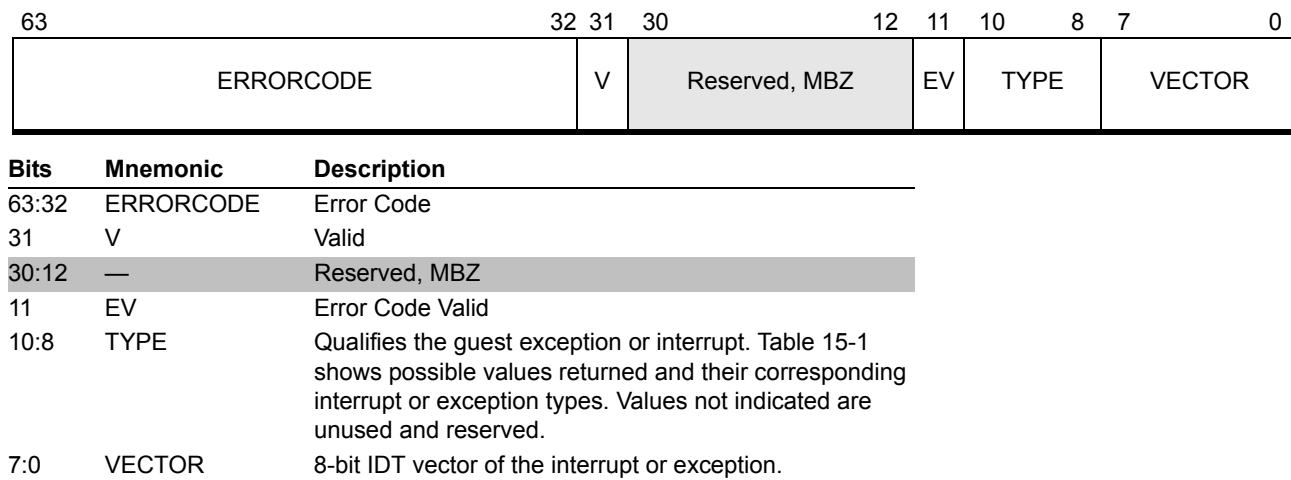 63 32 31 30 12 11 10 8 7 0
ERRORCODE V Reserved, MBZ EV TYPE VECTOR
Bits Mnemonic Description
63:32 ERRORCODE Error Code
31 V Valid
30:12 — Reserved, MBZ
11 EV Error Code Valid
10:8 TYPE Qualifies the guest exception or interrupt. Table 15-1
shows possible values returned and their corresponding
interrupt or exception types. Values not indicated are
unused and reserved.
7:0 VECTOR 8-bit IDT vector of the interrupt or exception.